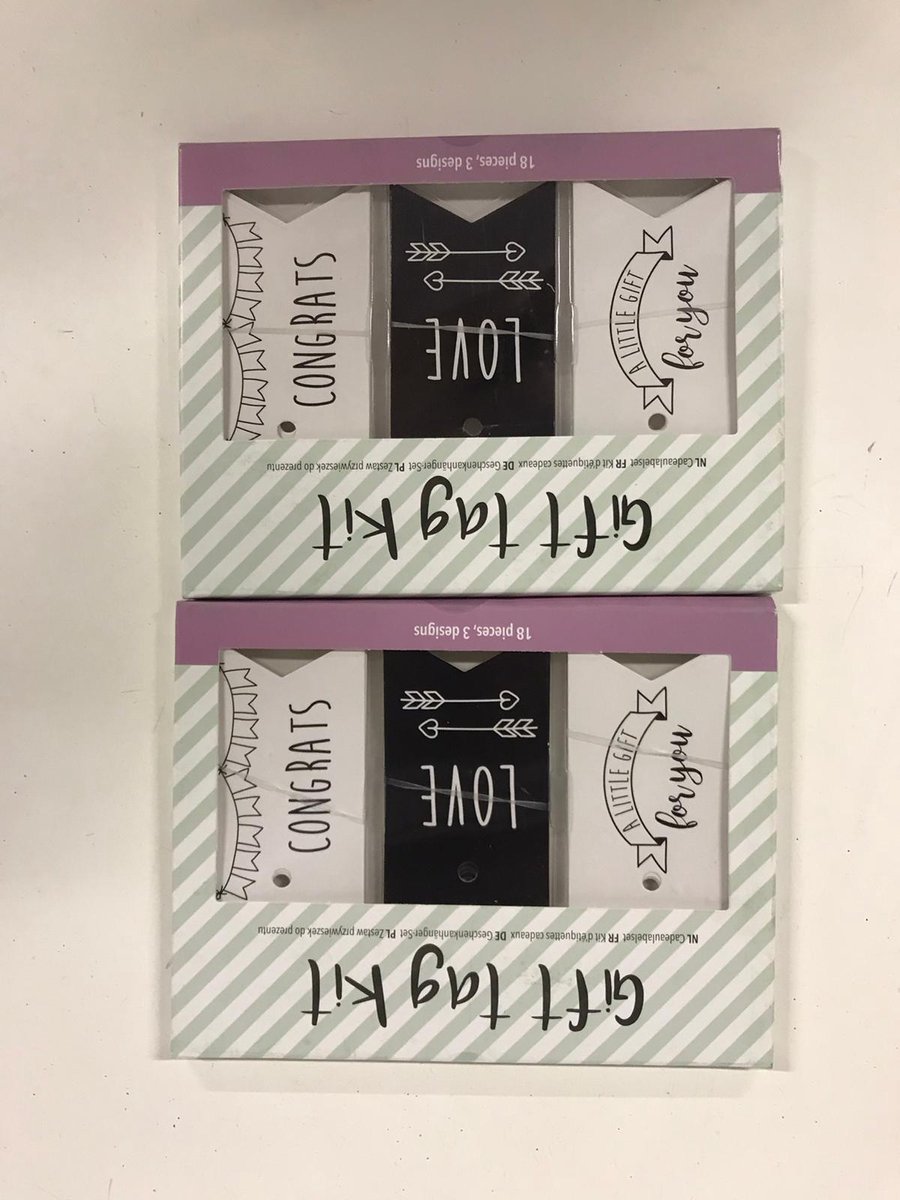 Gift tag kit
NL Cadeaulabelset FR Kit d'étiquettes cadeaux DE Geschenkanhänger-Set PL Zestaw przywieszek do prezentu
A LITTLE GIFT
for you
LOVE
CONGRATS
18 pieces, 3 designs
Gift tag kit
NL Cadeaulabelset FR Kit d'étiquettes cadeaux DE Geschenkanhänger-Set PL Zestaw przywieszek do prezentu
A LITTLE GIFT
for you
LOVE
CONGRATS
18 pieces, 3 designs